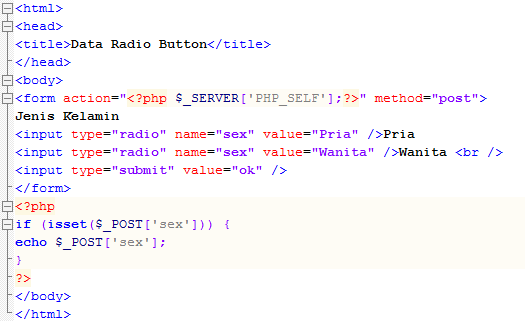 <html>
<head>
<title>Data Radio Button</title>
</head>
<body>
<form action="<?php $_SERVER['PHP_SELF'];?>" method="post">
Jenis Kelamin
<input type="radio" name="sex" value="Pria" />Pria
<input type="radio" name="sex" value="Wanita" />Wanita <br />
<input type="submit" value="ok" />
</form>
<?php
if (isset($_POST['sex'])) {
echo $_POST['sex'];
}
?>
</body>
</html>